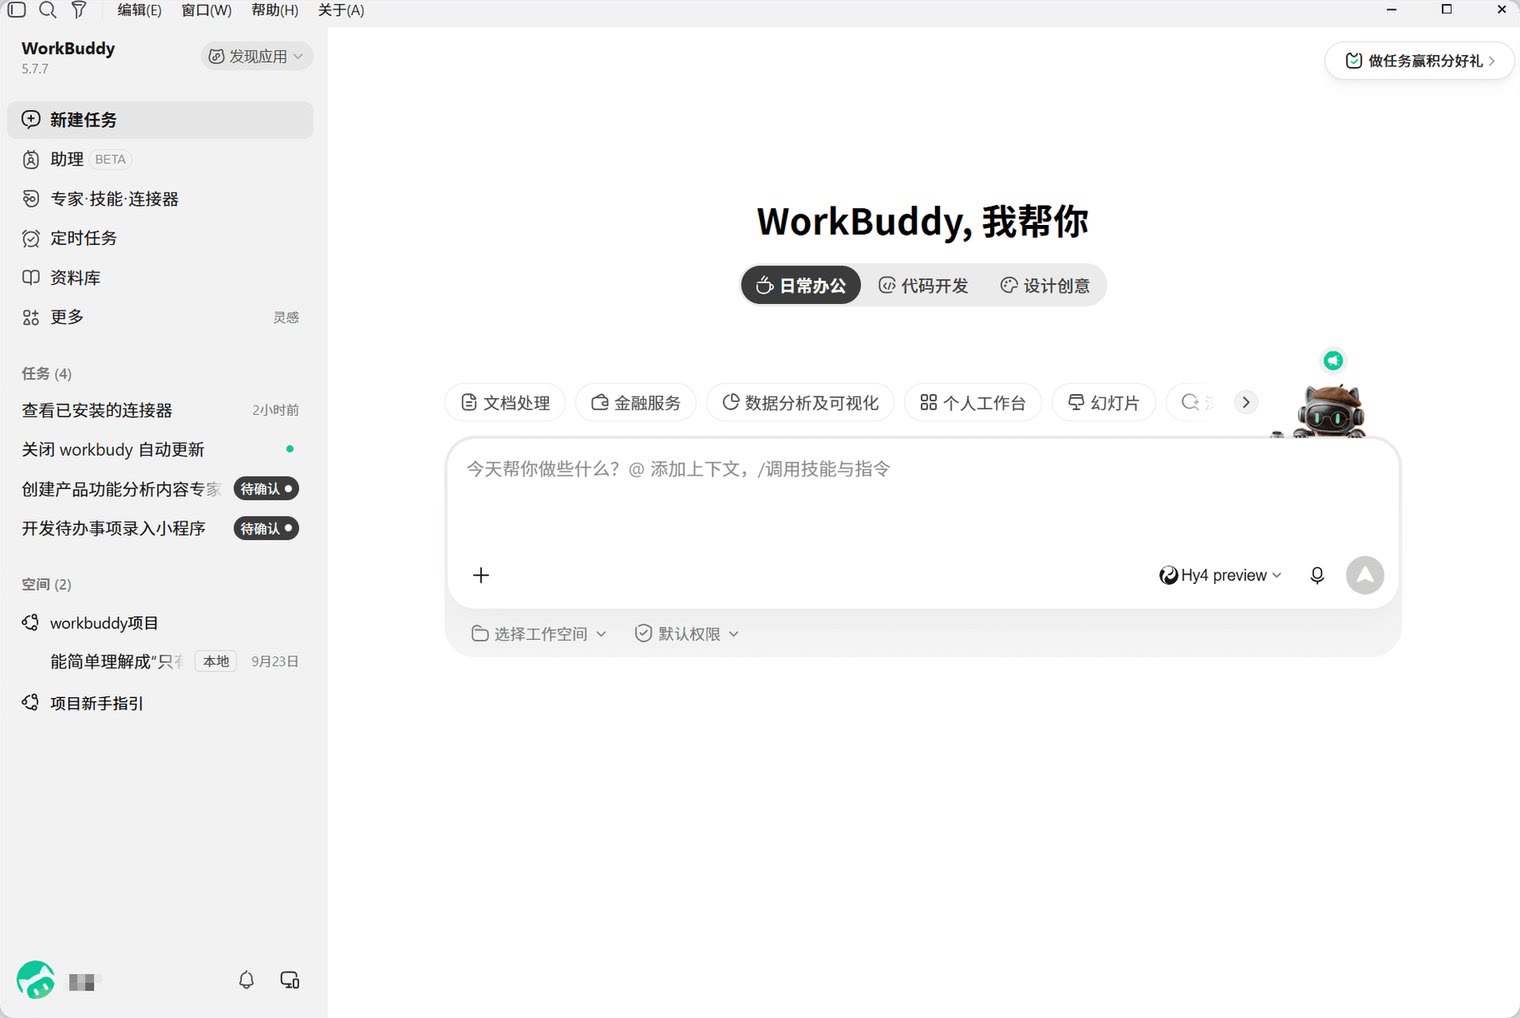 编辑(E) 窗口(W) 帮助(H) 关于(A)
WorkBuddy
5.7.7
发现应用
新建任务
助理 BETA
专家·技能·连接器
定时任务
资料库
更多 灵感
任务 (4)
查看已安装的连接器 2小时前
关闭 workbudy 自动更新
创建产品功能分析内容专家 待确认
开发待办事项录入小程序 待确认
空间 (2)
workbuddy项目
能简单理解成“只 本地 9月23日
项目新手指引
做任务赢积分好礼
WorkBuddy, 我帮你
日常办公 代码开发 设计创意
文档处理 金融服务 数据分析及可视化 个人工作台 幻灯片
今天帮你做些什么？@ 添加上下文，/调用技能与指令
Hy4 preview
选择工作空间 默认权限